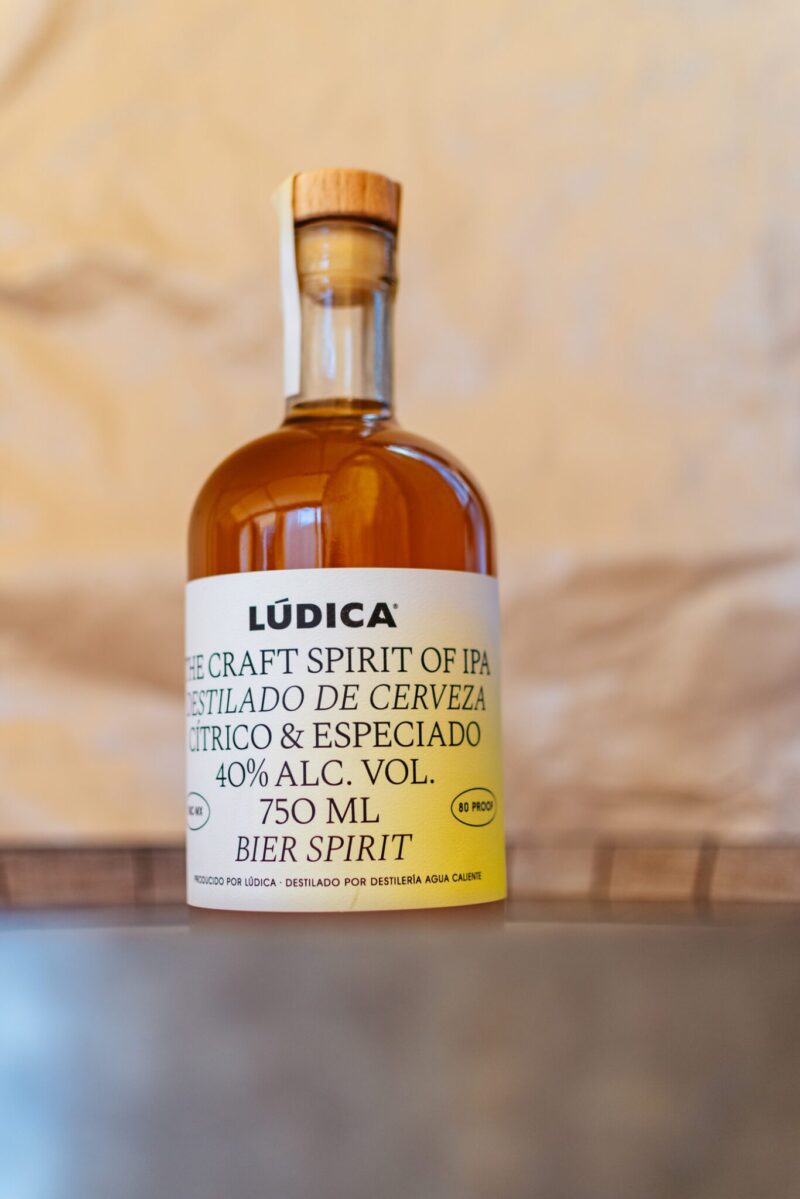 LÚDICA®
THE CRAFT SPIRIT OF IPA
DESTILADO DE CERVEZA
CÍTRICO & ESPECIADO
40% ALC. VOL.
750 ML
80 PROOF
BIER SPIRIT
PRODUCIDO POR LÚDICA · DESTILADO POR DESTILERÍA AGUA CALIENTE